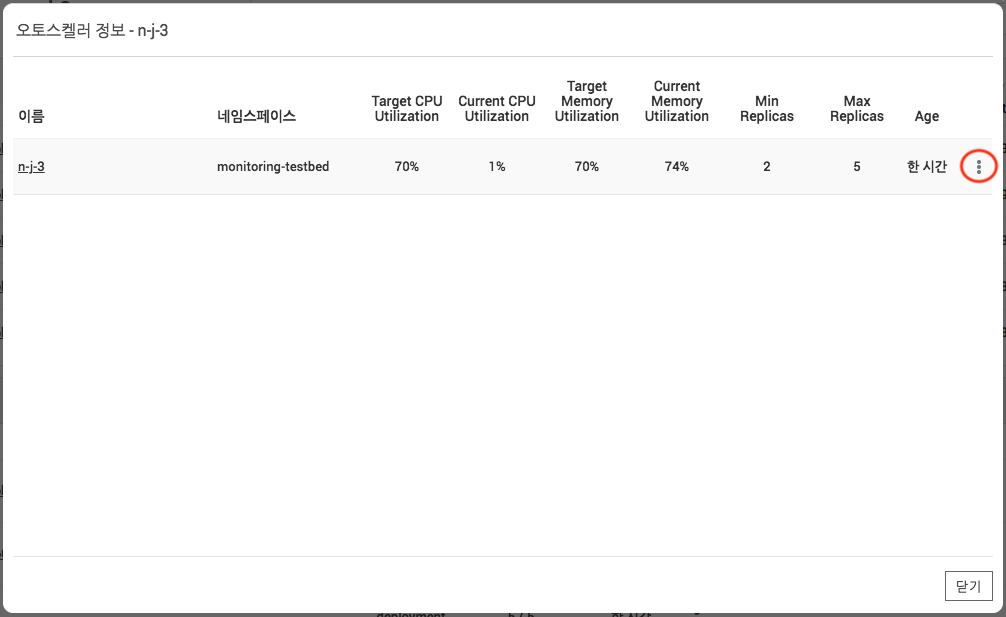 오토스켈러 정보 - n-j-3
이름
네임스페이스
Target CPU
Utilization
Current CPU
Utilization
Target
Memory
Utilization
Current
Memory
Utilization
Min
Replicas
Max
Replicas
Age
n-j-3
monitoring-testbed
70%
1%
70%
74%
2
5
한 시간
닫기